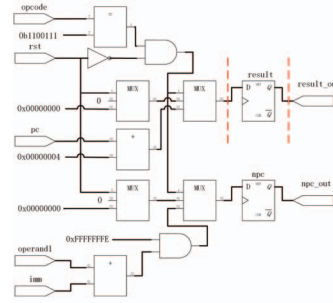 opcode
=
0b1100111
rst
MUX
MUX
result
D
Q
result_ou
0
0x00000000
pc
+
0x00000004
MUX
MUX
npc
D
Q
npc_out
0
0x00000000
Q
operand1
0xFFFFFFFE
+
imm